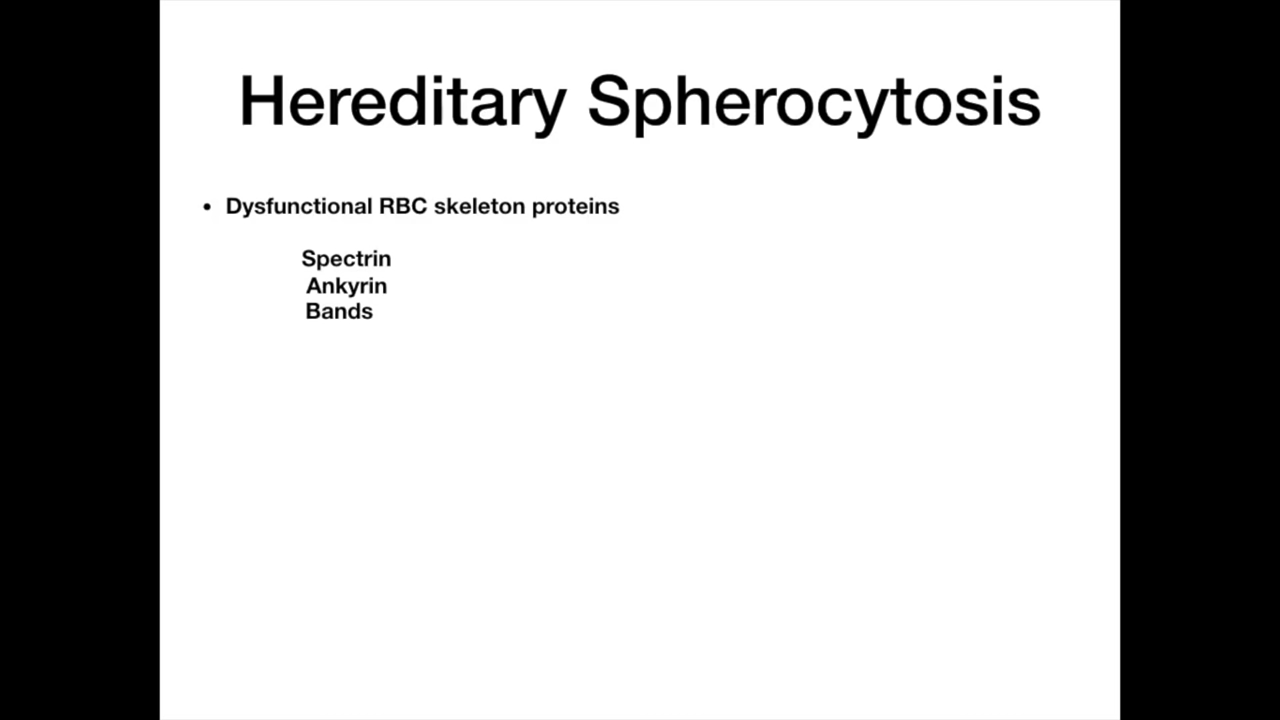 Hereditary Spherocytosis
• Dysfunctional RBC skeleton proteins
Spectrin
Ankyrin
Bands